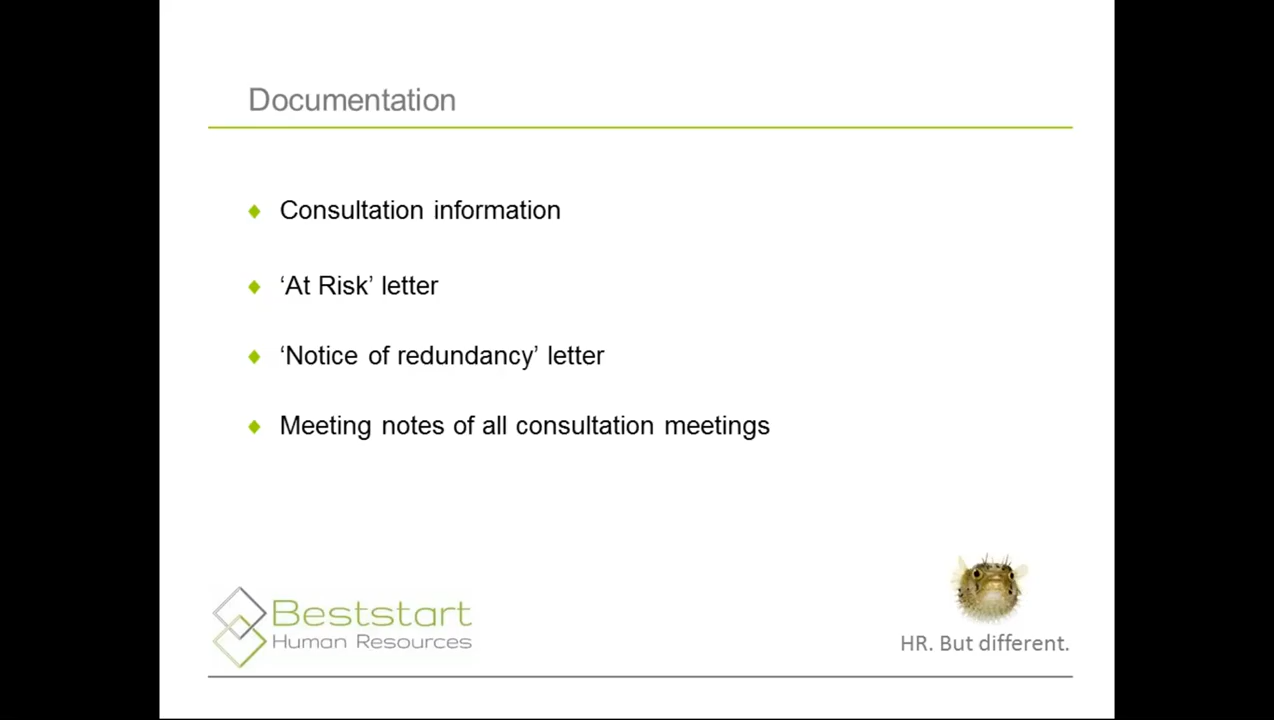 Documentation
Consultation information
‘At Risk’ letter
‘Notice of redundancy’ letter
Meeting notes of all consultation meetings
Beststart
Human Resources
HR. But different.